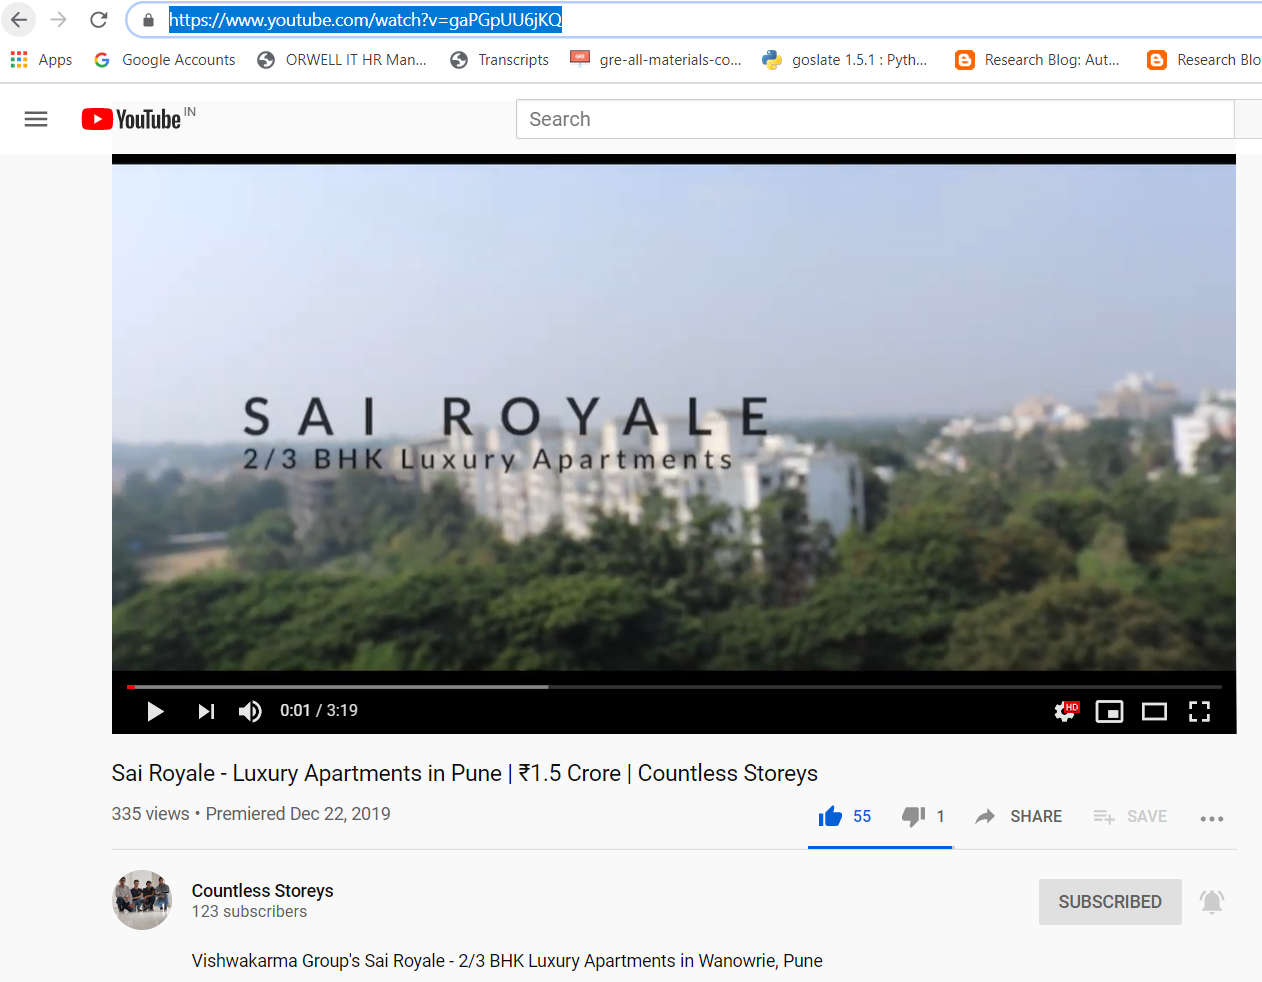 https://www.youtube.com/watch?v=gaPGpUU6jKQ
Apps Google Accounts ORWELL IT HR Man... Transcripts gre-all-materials-co... goslate 1.5.1 : Pyth... Research Blog: Aut... Research Blo
YouTube IN
Search
SAI ROYALE
2/3 BHK Luxury Apartments
0:01 / 3:19
HD
Sai Royale - Luxury Apartments in Pune | ₹1.5 Crore | Countless Storeys
335 views • Premiered Dec 22, 2019
55 1 SHARE SAVE
Countless Storeys
123 subscribers
SUBSCRIBED
Vishwakarma Group's Sai Royale - 2/3 BHK Luxury Apartments in Wanowrie, Pune